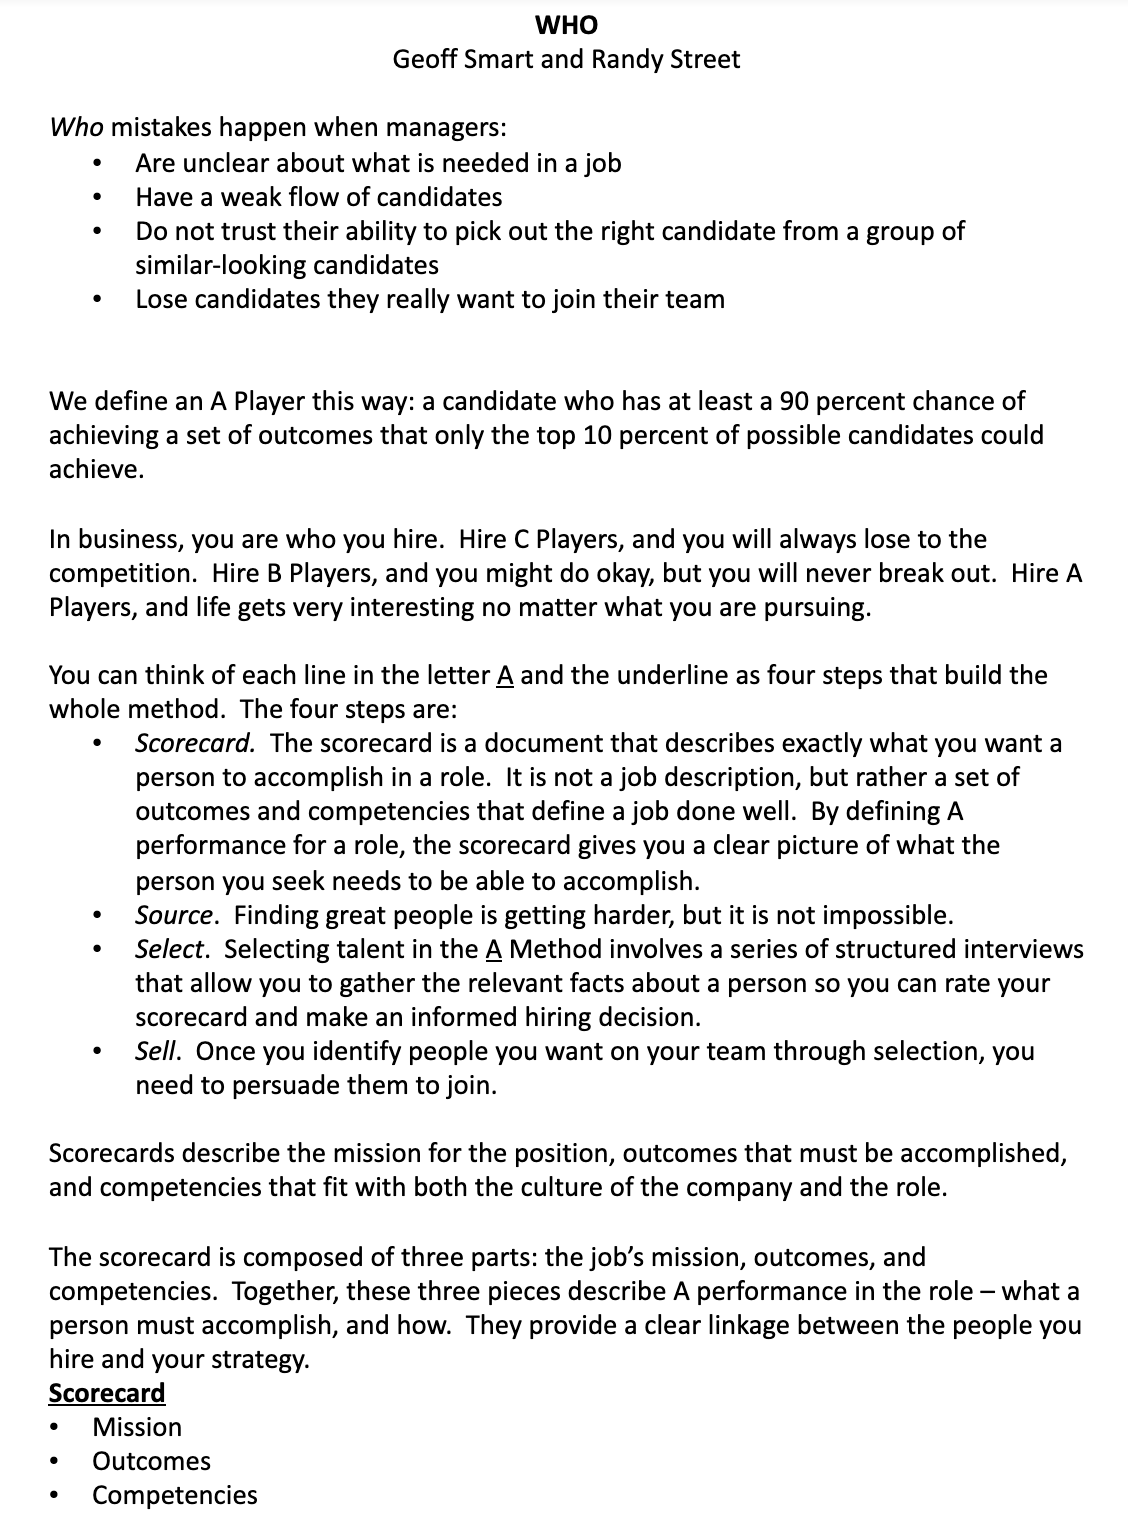 WHO
Geoff Smart and Randy Street
Who mistakes happen when managers:
• Are unclear about what is needed in a job
• Have a weak flow of candidates
• Do not trust their ability to pick out the right candidate from a group of
similar-looking candidates
• Lose candidates they really want to join their team
We define an A Player this way: a candidate who has at least a 90 percent chance of
achieving a set of outcomes that only the top 10 percent of possible candidates could
achieve.
In business, you are who you hire.  Hire C Players, and you will always lose to the
competition.  Hire B Players, and you might do okay, but you will never break out.  Hire A
Players, and life gets very interesting no matter what you are pursuing.
You can think of each line in the letter A and the underline as four steps that build the
whole method.  The four steps are:
• Scorecard.  The scorecard is a document that describes exactly what you want a
person to accomplish in a role.  It is not a job description, but rather a set of
outcomes and competencies that define a job done well.  By defining A
performance for a role, the scorecard gives you a clear picture of what the
person you seek needs to be able to accomplish.
• Source.  Finding great people is getting harder, but it is not impossible.
• Select.  Selecting talent in the A Method involves a series of structured interviews
that allow you to gather the relevant facts about a person so you can rate your
scorecard and make an informed hiring decision.
• Sell.  Once you identify people you want on your team through selection, you
need to persuade them to join.
Scorecards describe the mission for the position, outcomes that must be accomplished,
and competencies that fit with both the culture of the company and the role.
The scorecard is composed of three parts: the job’s mission, outcomes, and
competencies.  Together, these three pieces describe A performance in the role – what a
person must accomplish, and how.  They provide a clear linkage between the people you
hire and your strategy.
Scorecard
• Mission
• Outcomes
• Competencies